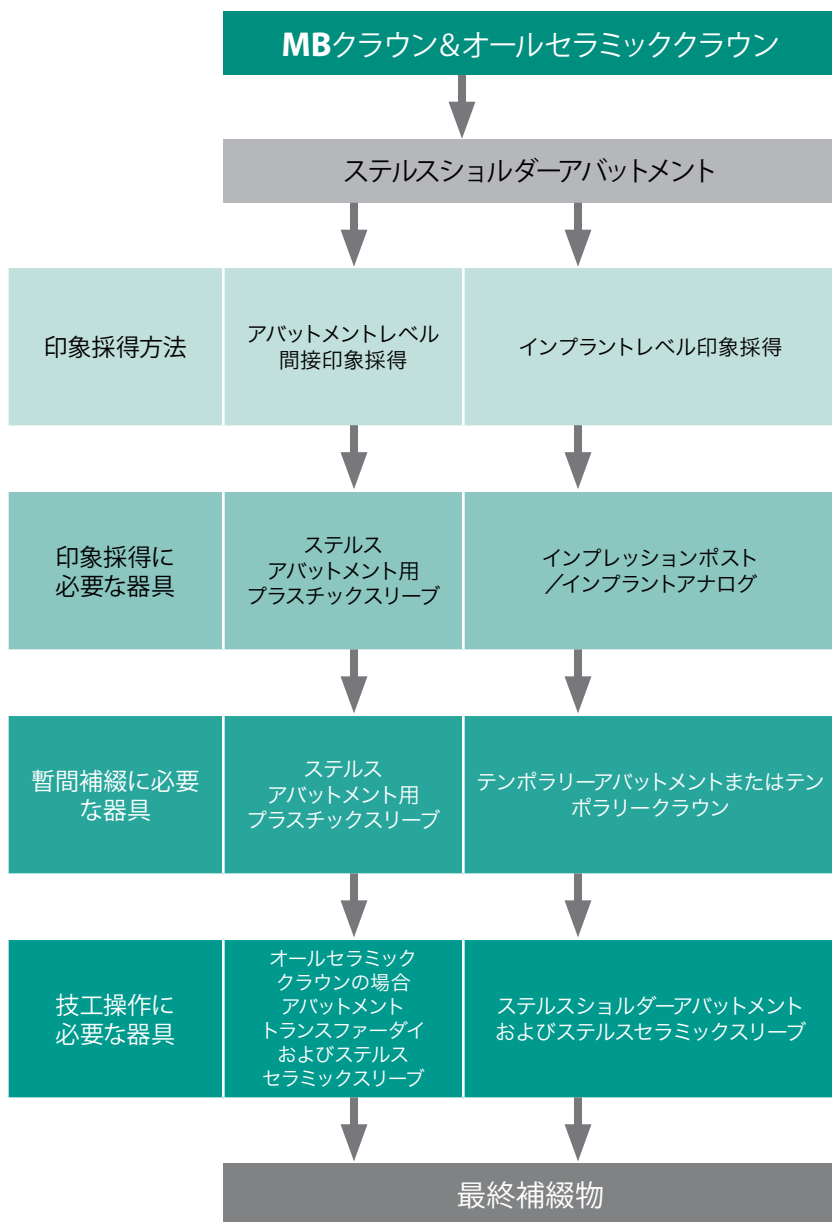 MBクラウン&オールセラミッククラウン
ステルスショルダーアバットメント
印象採得方法
アバットメントレベル
間接印象採得
インプラントレベル印象採得
印象採得に
必要な器具
ステルス
アバットメント用
プラスチックスリーブ
インプレッションポスト
／インプラントアナログ
暫間補綴に必要
な器具
ステルス
アバットメント用
プラスチックスリーブ
テンポラリーアバットメントまたはテン
ポラリークラウン
技工操作に
必要な器具
オールセラミック
クラウンの場合
アバットメント
トランスファーダイ
およびステルス
セラミックスリーブ
ステルスショルダーアバットメント
およびステルスセラミックスリーブ
最終補綴物